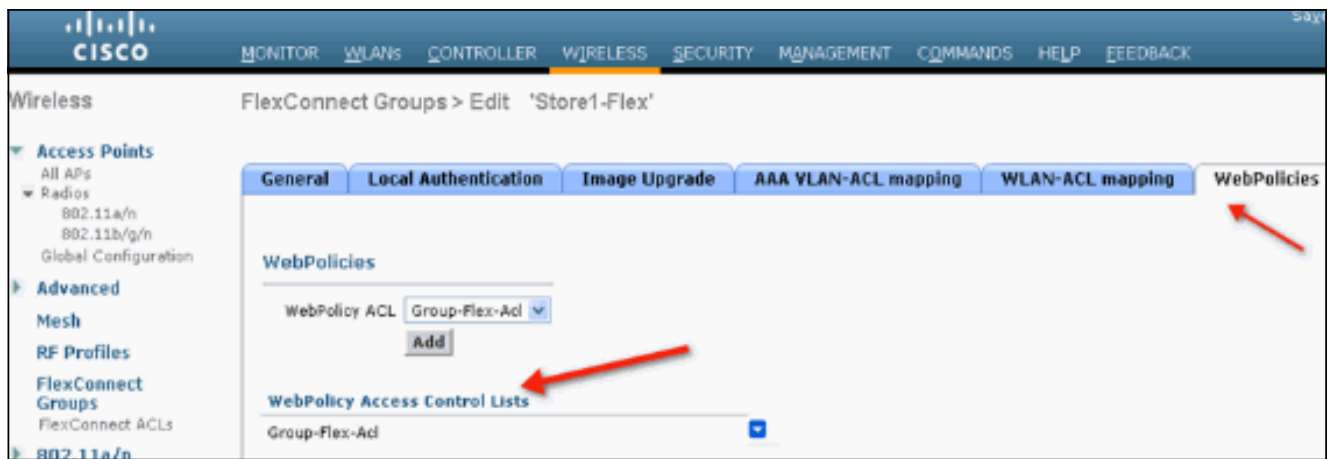 Save
CISCO
MONITOR WLANs CONTROLLER WIRELESS SECURITY MANAGEMENT COMMANDS HELP FEEDBACK
Wireless
FlexConnect Groups > Edit 'Store1-Flex'
Access Points
All APs
Radios
802.11a/n
802.11b/g/n
Global Configuration
Advanced
Mesh
RF Profiles
FlexConnect
Groups
FlexConnect ACLs
802.11a/n
General Local Authentication Image Upgrade AAA VLAN-ACL mapping WLAN-ACL mapping WebPolicies
WebPolicies
WebPolicy ACL Group-Flex-Acl
Add
WebPolicy Access Control Lists
Group-Flex-Acl